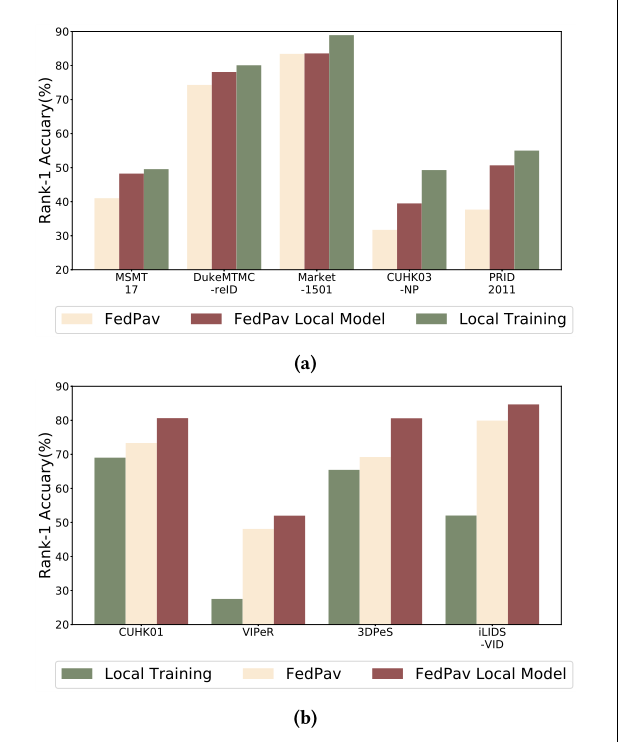 Rank-1 Accuary(%)
90
80
70
60
50
40
30
20
MSMT
17
DukeMTMC
-reID
Market
-1501
CUHK03
-NP
PRID
2011
FedPav
FedPav Local Model
Local Training
(a)
Rank-1 Accuary(%)
90
80
70
60
50
40
30
20
CUHK01
VIPeR
3DPeS
iLIDS
-VID
Local Training
FedPav
FedPav Local Model
(b)